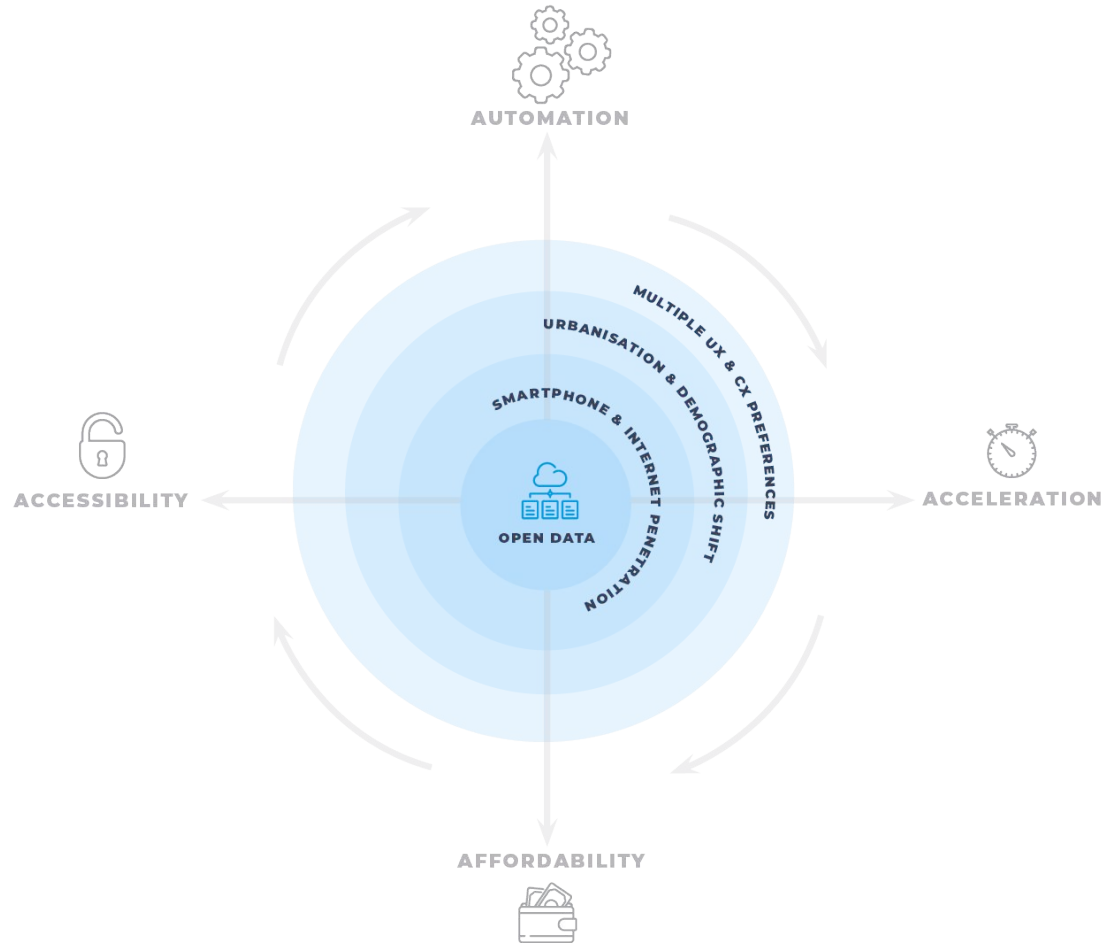 AUTOMATION
MULTIPLE UX & CX PREFERENCES
URBANISATION & DEMOGRAPHIC SHIFT
SMARTPHONE & INTERNET PENETRATION
ACCESSIBILITY
ACCELERATION
OPEN DATA
AFFORDABILITY